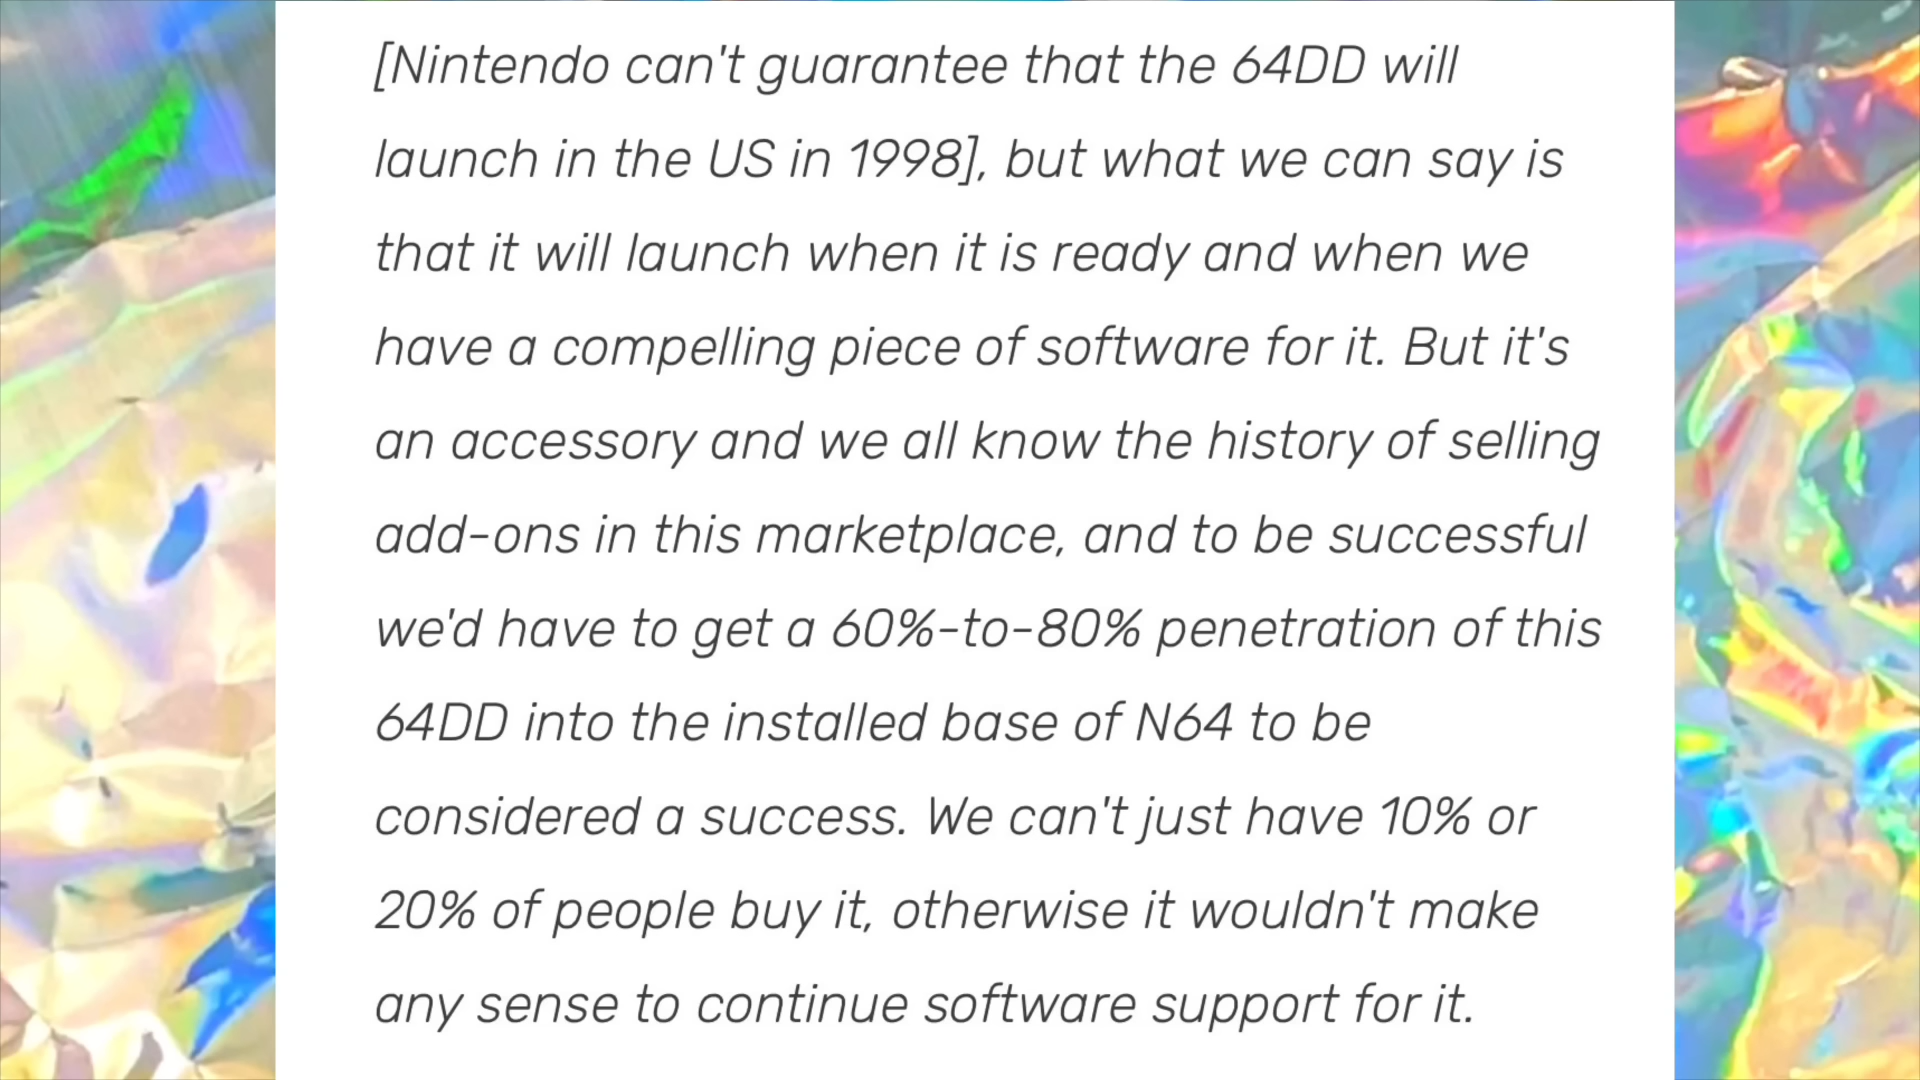 [Nintendo can't guarantee that the 64DD will
launch in the US in 1998], but what we can say is
that it will launch when it is ready and when we
have a compelling piece of software for it. But it's
an accessory and we all know the history of selling
add-ons in this marketplace, and to be successful
we'd have to get a 60%-to-80% penetration of this
64DD into the installed base of N64 to be
considered a success. We can't just have 10% or
20% of people buy it, otherwise it wouldn't make
any sense to continue software support for it.